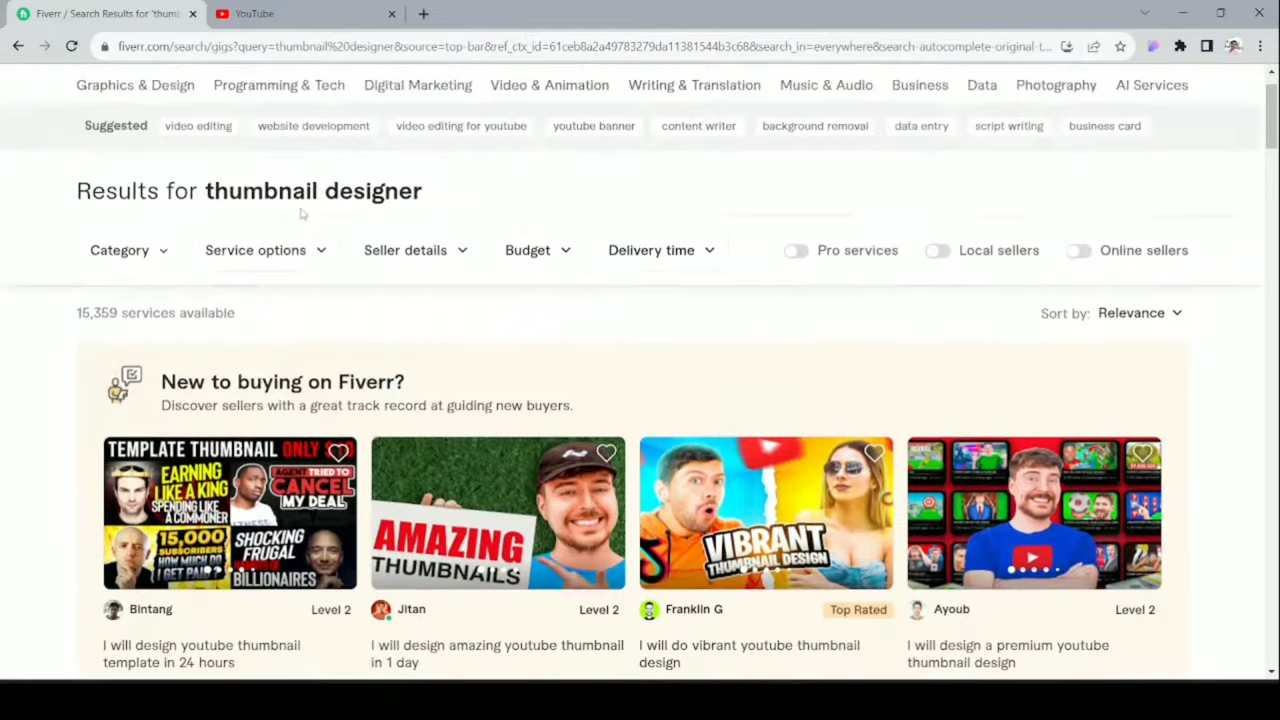 Fiverr / Search Results for 'thumb
YouTube
fiverr.com/search/gigs?query=thumbnail%20designer&source=top-bar&ref_ctx_id=61ceb8a2a49783279da11381544b3c68&search_in=everywhere&search-autocomplete-original-t...
Graphics & Design Programming & Tech Digital Marketing Video & Animation Writing & Translation Music & Audio Business Data Photography AI Services
Suggested video editing website development video editing for youtube youtube banner content writer background removal data entry script writing business card
Results for thumbnail designer
Category Service options Seller details Budget Delivery time Pro services Local sellers Online sellers
15,359 services available
Sort by: Relevance
New to buying on Fiverr?
Discover sellers with a great track record at guiding new buyers.
TEMPLATE THUMBNAIL ONLY
EARNING
LIKE A KING
SPENDING LIKE
A COMMONER
AGENT TRIED TO
CANCEL
MY DEAL
15,000
SUBSCRIBERS
HOW MUCH DO
I GET PAID?
SHOCKING
FRUGAL
BILLIONAIRES
AMAZING
THUMBNAILS
VIBRANT
THUMBNAIL DESIGN
Bintang Level 2
Jitan Level 2
Franklin G Top Rated
Ayoub Level 2
I will design youtube thumbnail
template in 24 hours
I will design amazing youtube thumbnail
in 1 day
I will do vibrant youtube thumbnail
design
I will design a premium youtube
thumbnail design